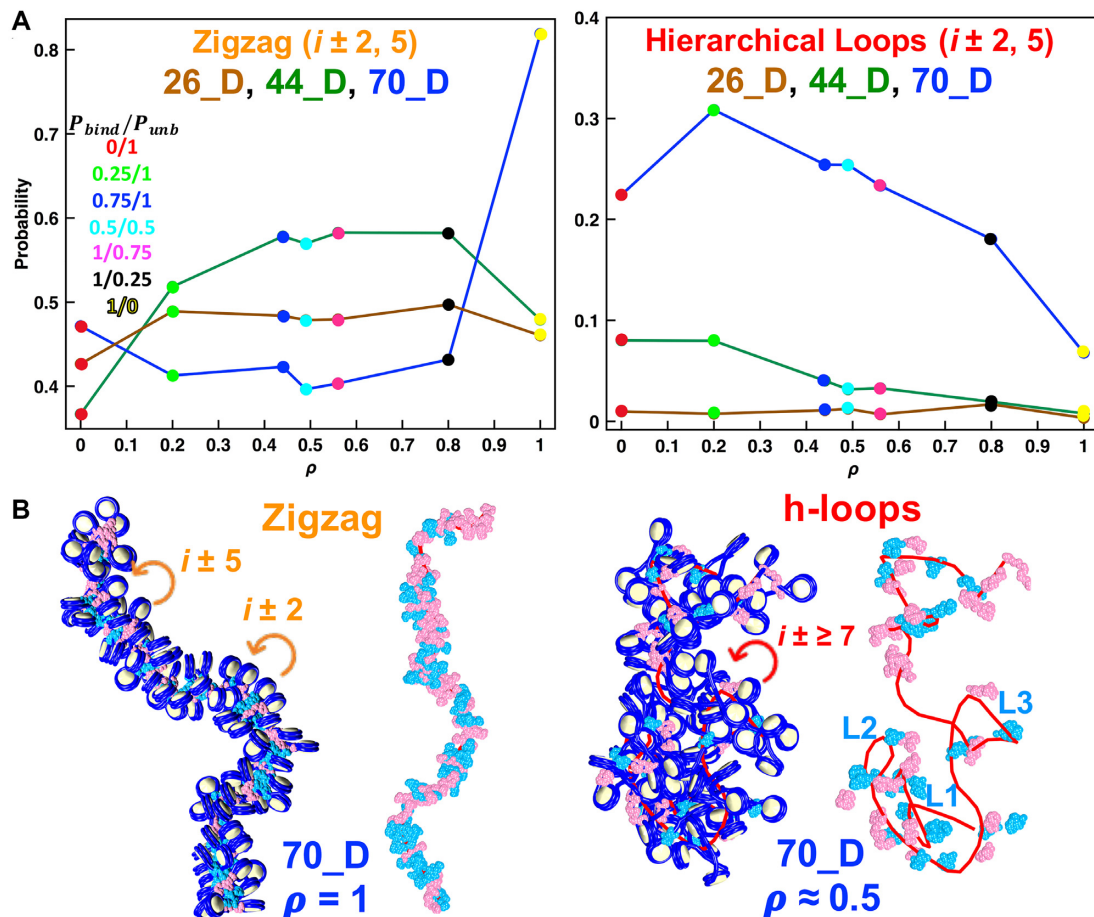 A
Zigzag (i ± 2, 5)
26_D, 44_D, 70_D
P_bind/P_unb
0/1
0.25/1
0.75/1
0.5/0.5
1/0.75
1/0.25
1/0
Probability
0.8
0.7
0.6
0.5
0.4
0 0.1 0.2 0.3 0.4 0.5 0.6 0.7 0.8 0.9 1
ρ
Hierarchical Loops (i ± 2, 5)
26_D, 44_D, 70_D
0.4
0.3
0.2
0.1
0
0 0.1 0.2 0.3 0.4 0.5 0.6 0.7 0.8 0.9 1
ρ
B
Zigzag
i ± 5
i ± 2
70_D
ρ = 1
h-loops
i ± ≥ 7
L3
L2
L1
70_D
ρ ≈ 0.5